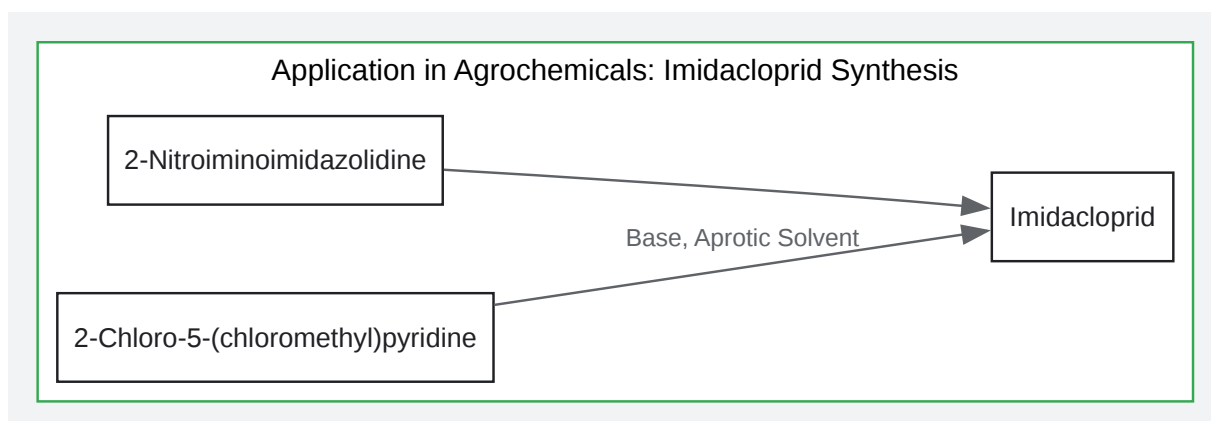 Application in Agrochemicals: Imidacloprid Synthesis
2-Nitroiminoimidazolidine
Imidacloprid
Base, Aprotic Solvent
2-Chloro-5-(chloromethyl)pyridine